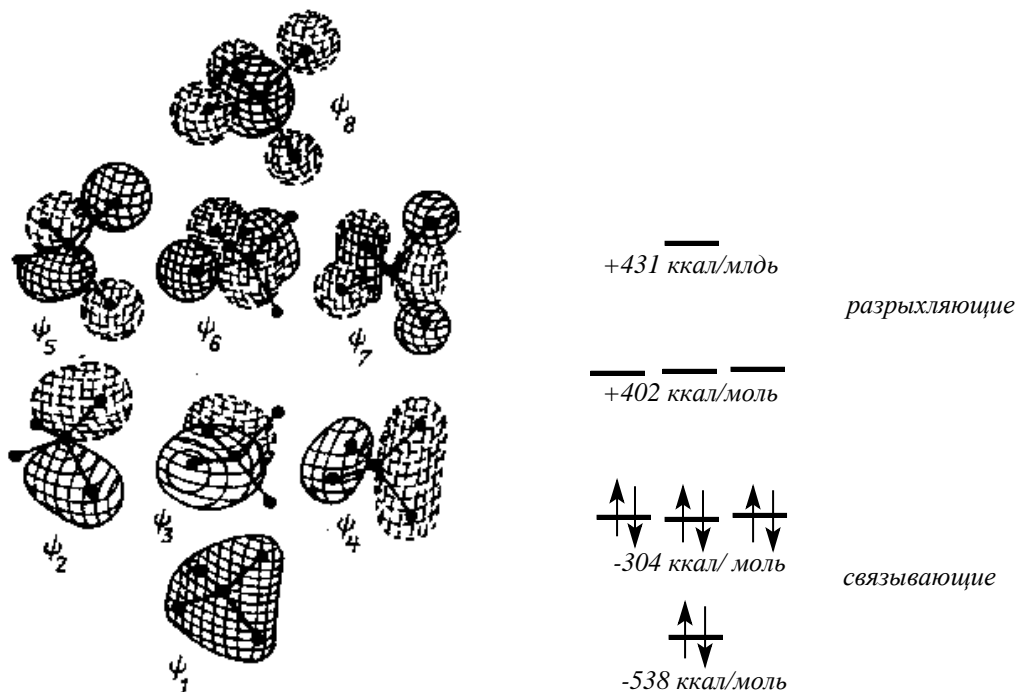 ψ8
ψ5
ψ6
ψ7
ψ2
ψ3
ψ4
ψ1
+431 ккал/млдь
разрыхляющие
+402 ккал/моль
-304 ккал/ моль
связывающие
-538 ккал/моль